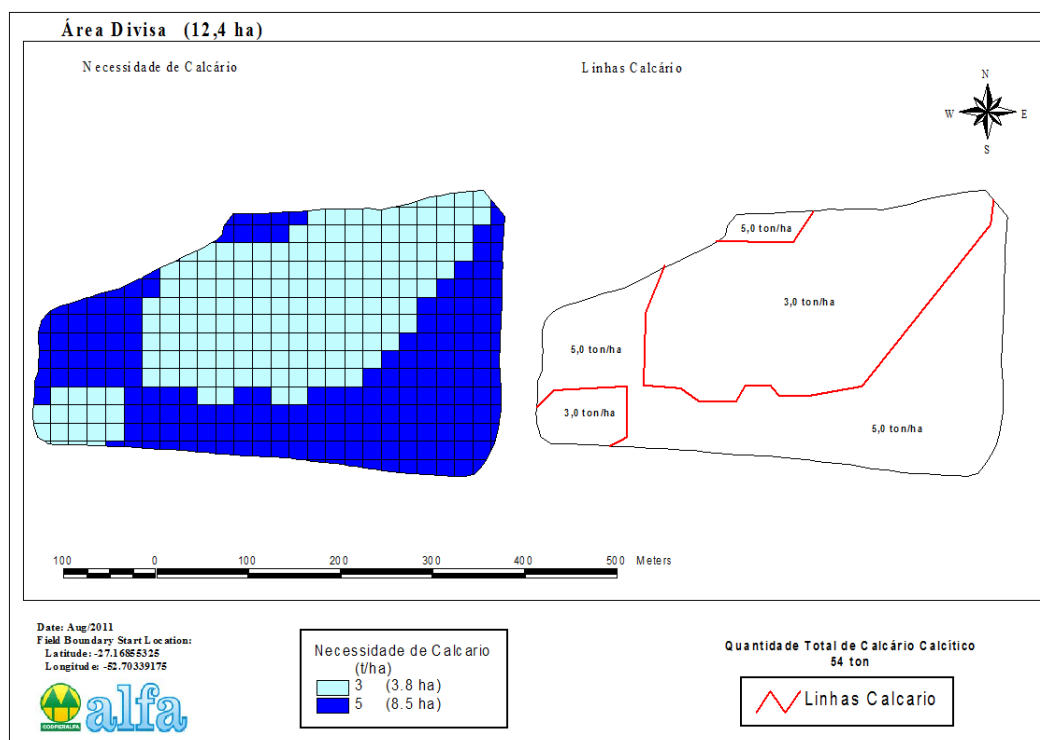 Área Divisa (12,4 ha)
Necessidade de Calcário
Linhas Calcário
N
W
E
S
5,0 ton/ha
3,0 ton/ha
5,0 ton/ha
3,0 ton/ha
5,0 ton/ha
100 0 100 200 300 400 500 Meters
Date: Aug/2011
Field Boundary Start Location:
Latitude: -27.16855325
Longitude: -52.70339175
COOPERALFA
alfa
Necessidade de Calcario
(t/ha)
3 (3.8 ha)
5 (8.5 ha)
Quantidade Total de Calcário Calcítico
54 ton
Linhas Calcario